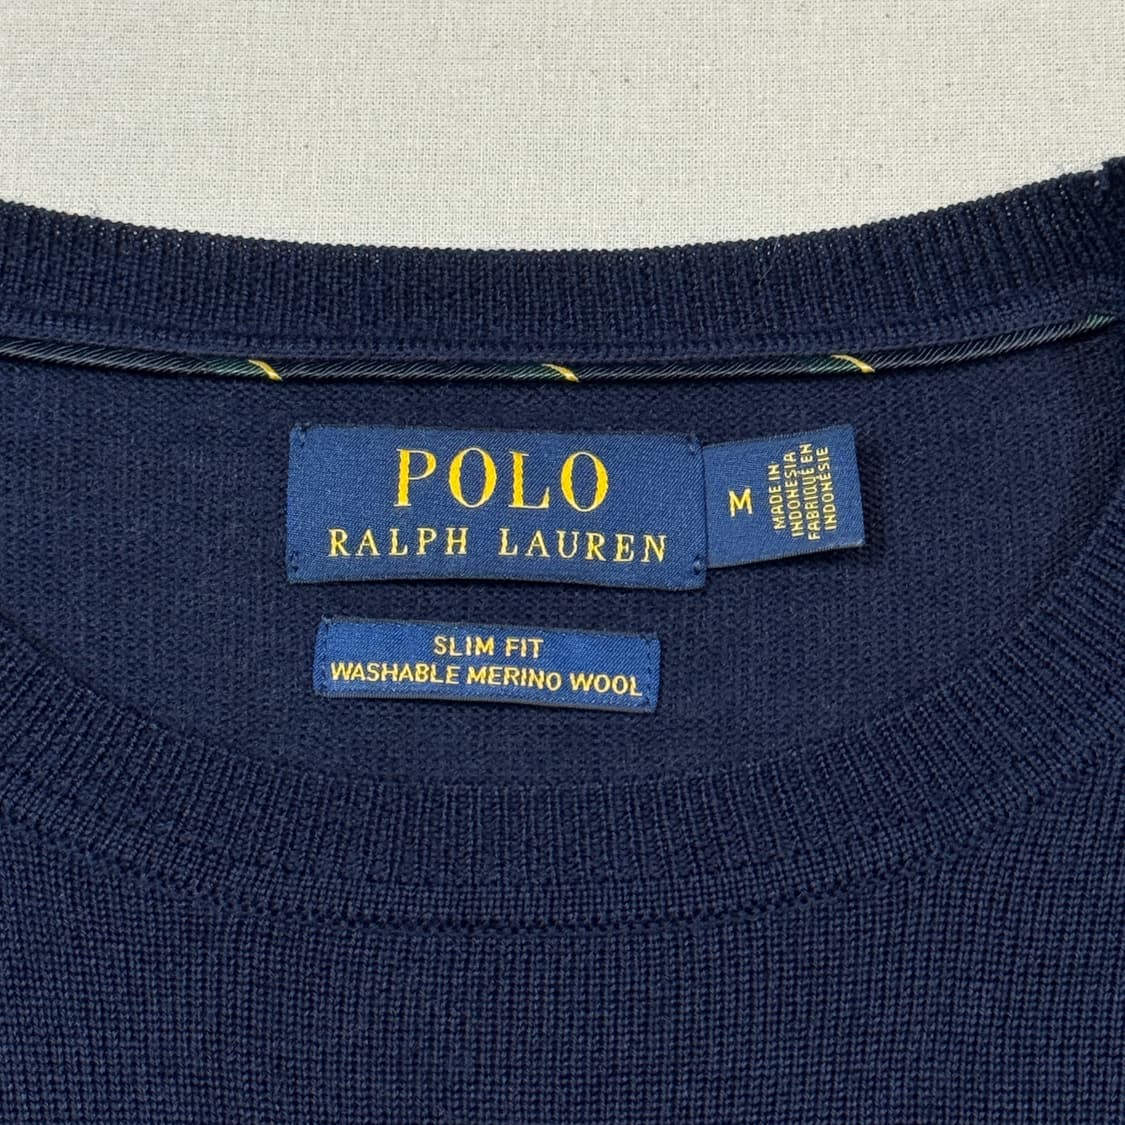 POLO
RALPH LAUREN
M
MADE IN
INDONESIA
FABRIQUÉ EN
INDONÉSIE
SLIM FIT
WASHABLE MERINO WOOL